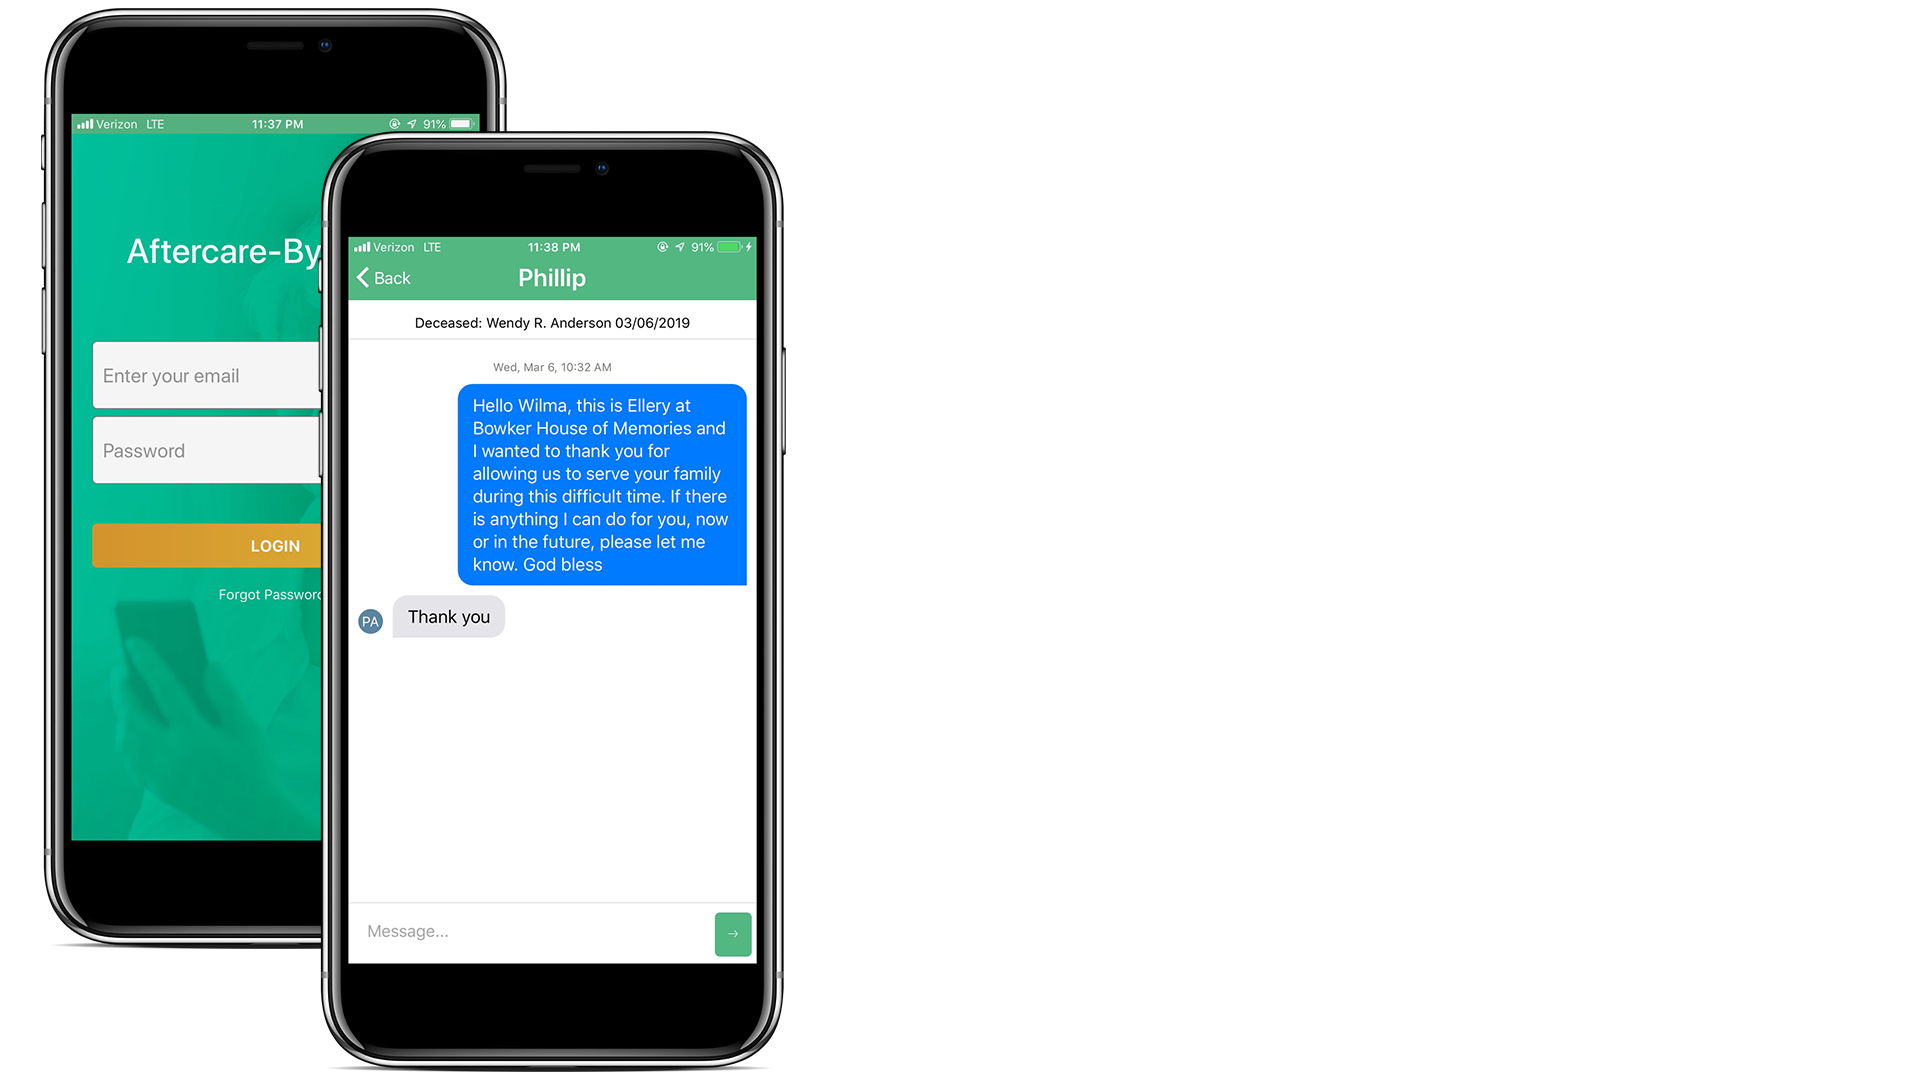 Verizon LTE 11:37 PM 91%
Aftercare-By
Enter your email
Password
LOGIN
Forgot Password
Verizon LTE 11:38 PM 91%
Back Phillip
Deceased: Wendy R. Anderson 03/06/2019
Wed, Mar 6, 10:32 AM
Hello Wilma, this is Ellery at
Bowker House of Memories and
I wanted to thank you for
allowing us to serve your family
during this difficult time. If there
is anything I can do for you, now
or in the future, please let me
know. God bless
PA Thank you
Message...